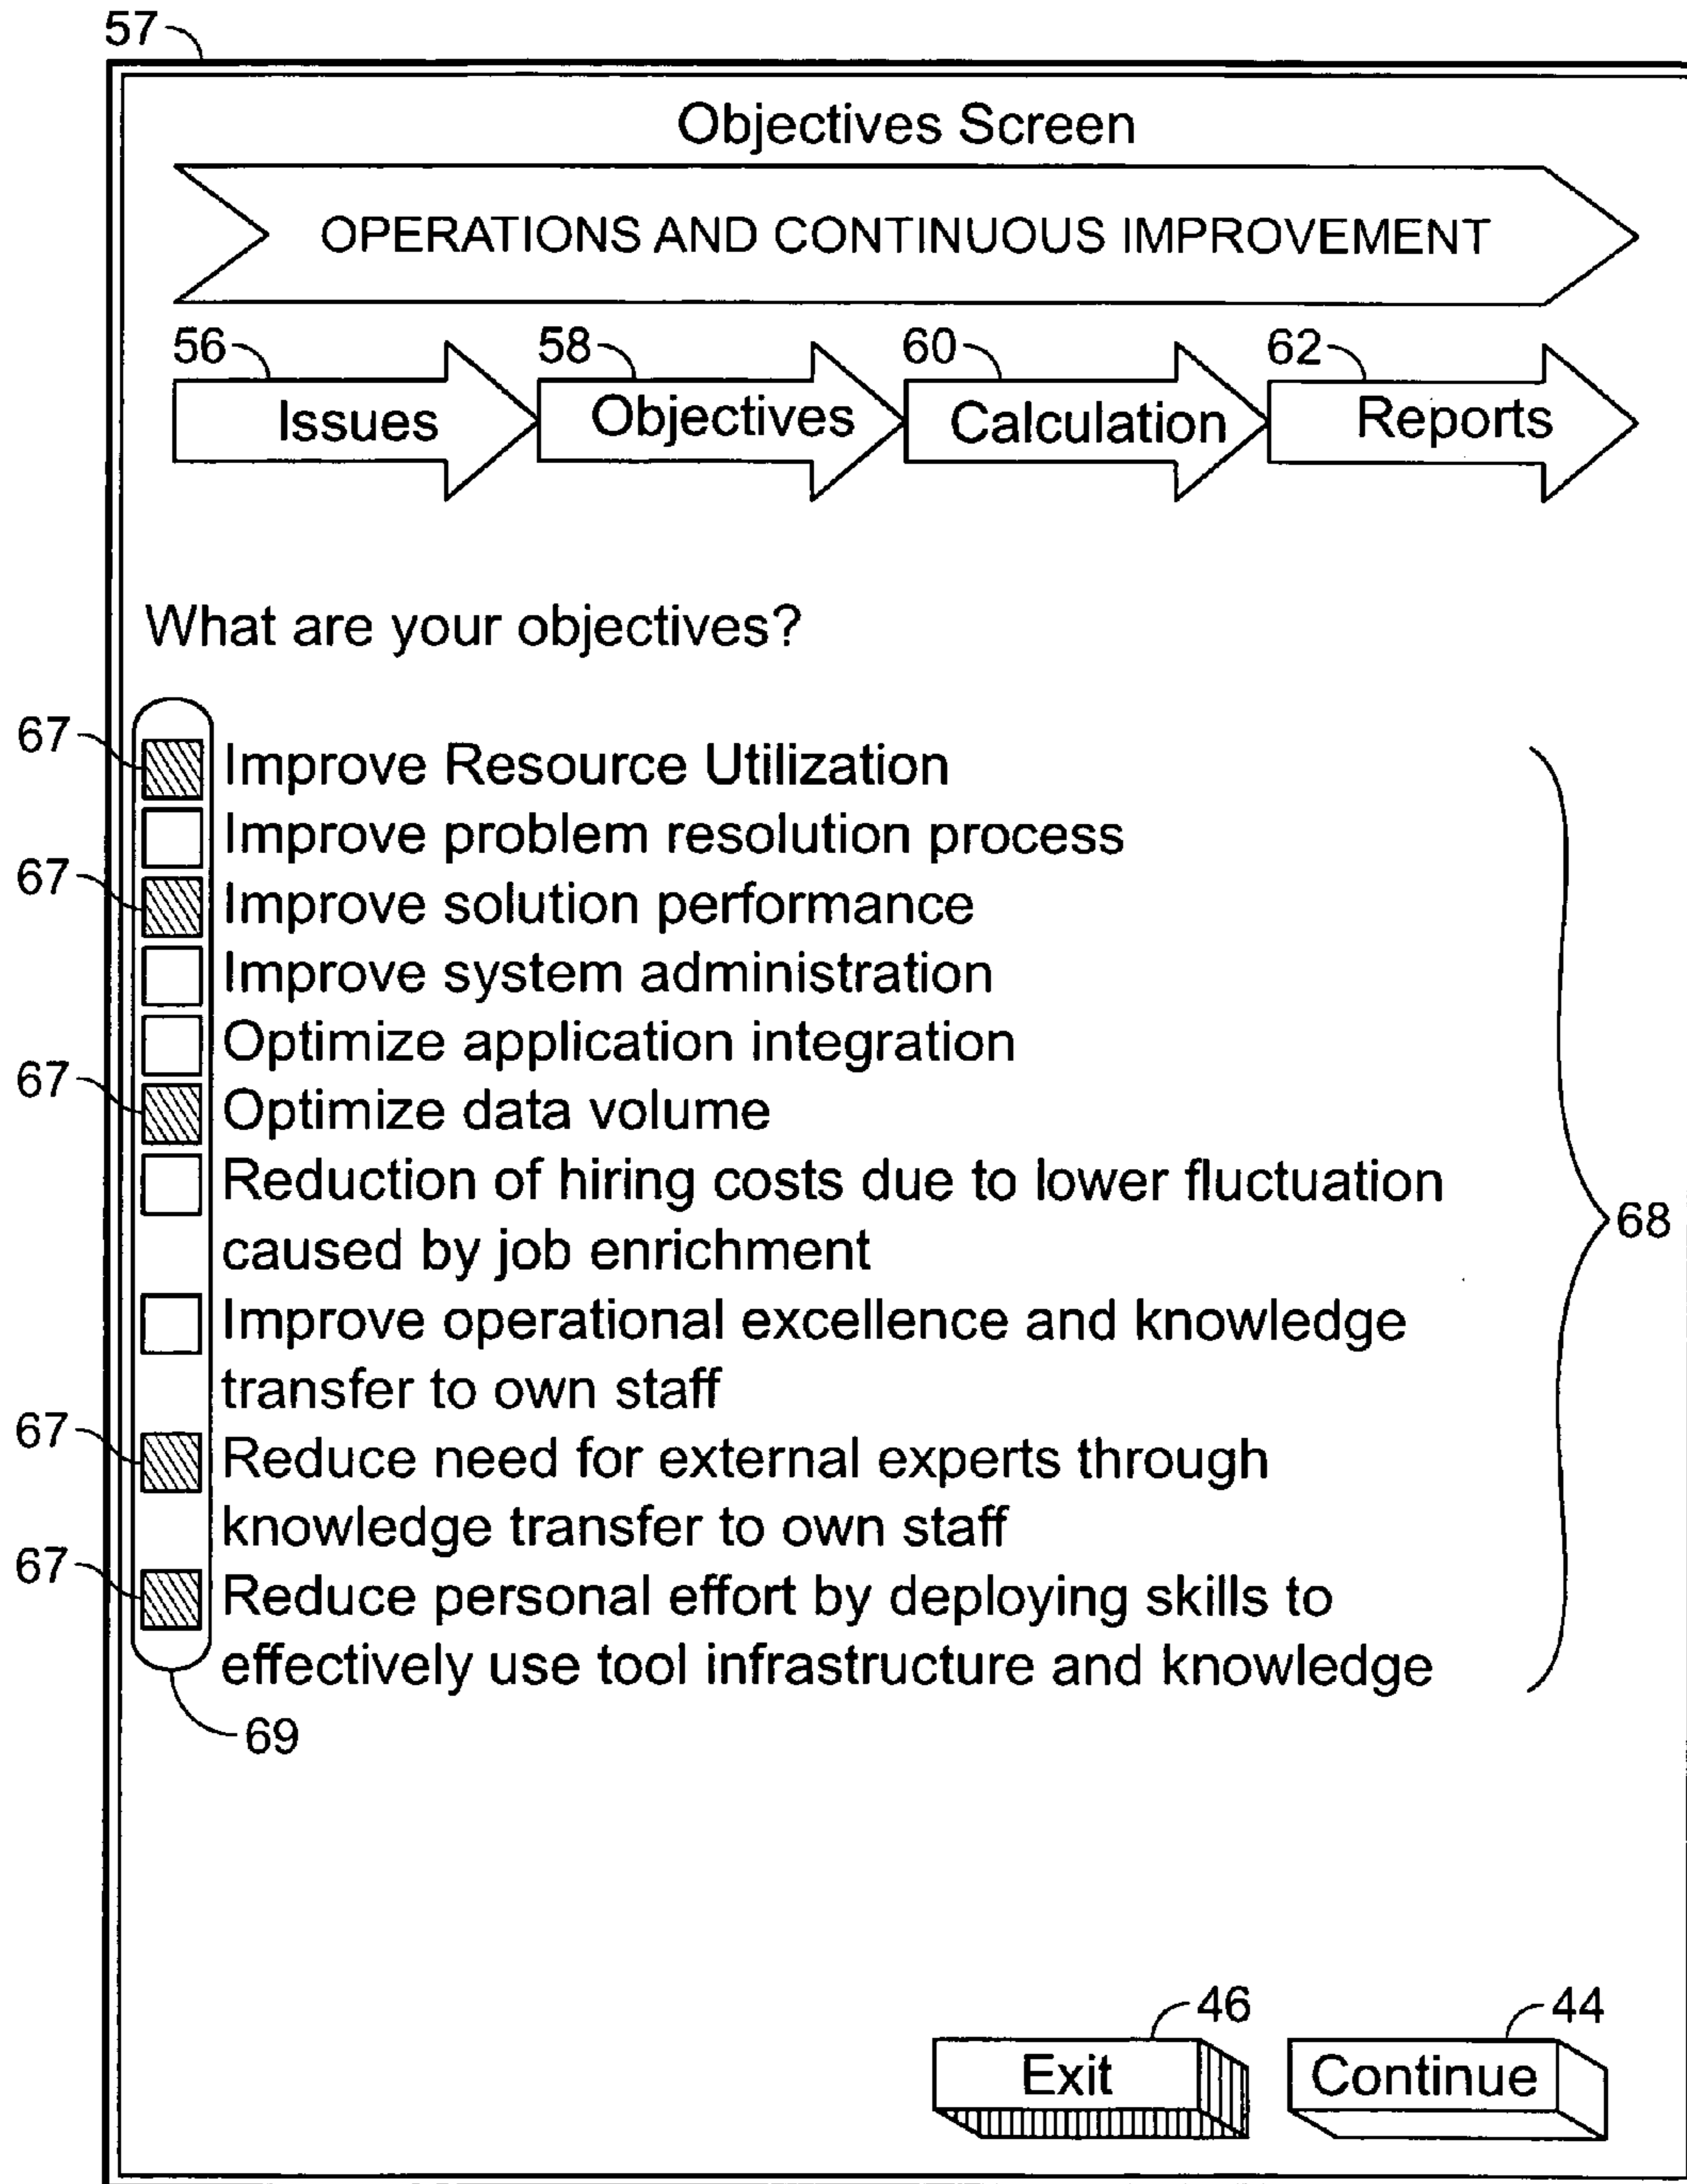 57
Objectives Screen
OPERATIONS AND CONTINUOUS IMPROVEMENT
56 58 60 62
Issues Objectives Calculation Reports
What are your objectives?
67 Improve Resource Utilization
Improve problem resolution process
67 Improve solution performance
Improve system administration
Optimize application integration
67 Optimize data volume
Reduction of hiring costs due to lower fluctuation
caused by job enrichment
68
Improve operational excellence and knowledge
transfer to own staff
67 Reduce need for external experts through
knowledge transfer to own staff
67 Reduce personal effort by deploying skills to
effectively use tool infrastructure and knowledge
69
46 44
Exit Continue